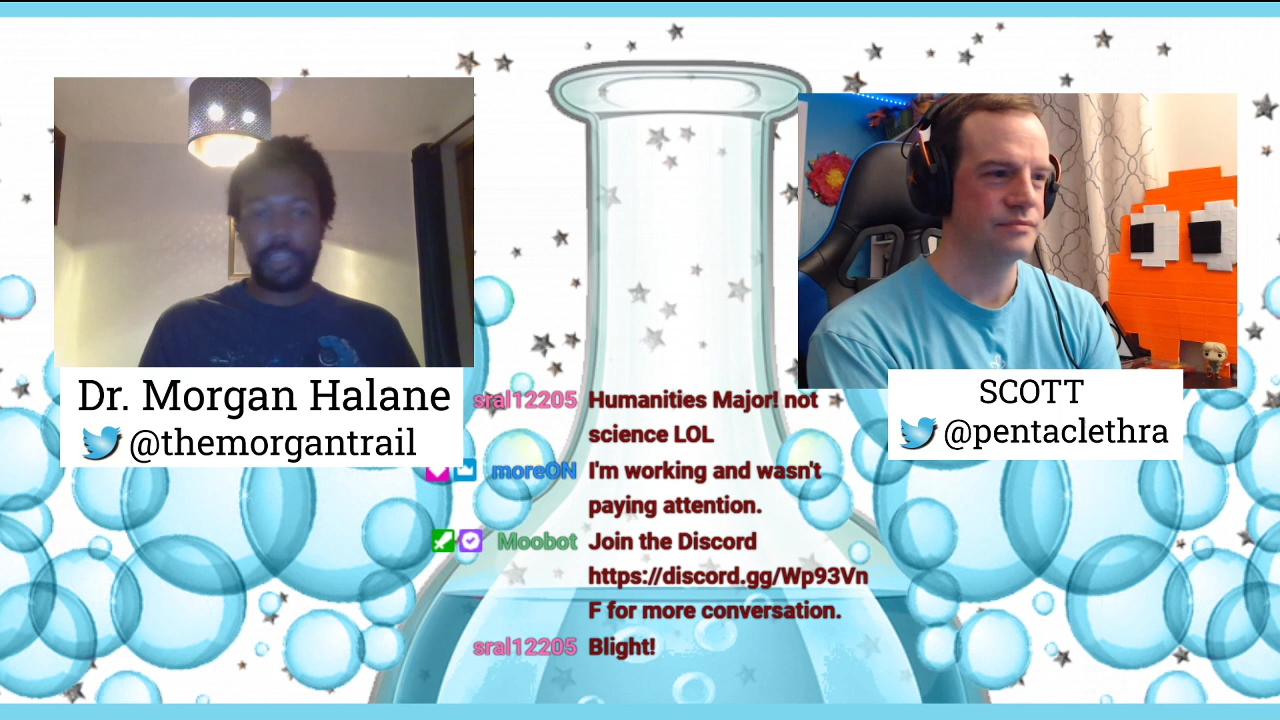 Dr. Morgan Halane
@themorgantrail
SCOTT
@pentaclethra
sral12205 Humanities Major! not
science LOL
moreON I'm working and wasn't
paying attention.
Moobot Join the Discord
https://discord.gg/Wp93Vn
F for more conversation.
sral12205 Blight!